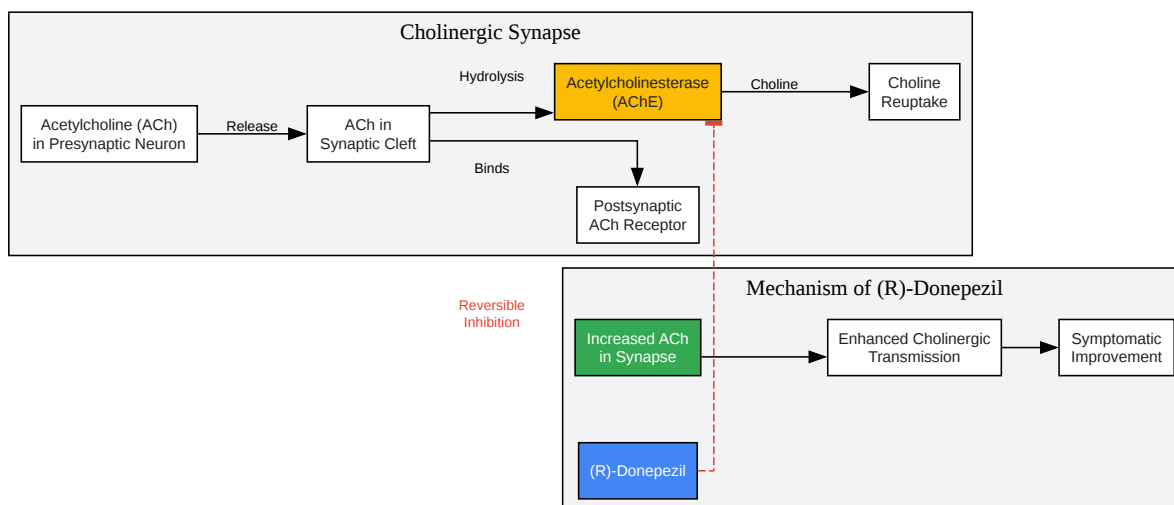 Cholinergic Synapse
Hydrolysis
Acetylcholinesterase
(AChE)
Choline
Choline
Reuptake
Acetylcholine (ACh)
in Presynaptic Neuron
Release
ACh in
Synaptic Cleft
Binds
Postsynaptic
ACh Receptor
Mechanism of (R)-Donepezil
Reversible
Inhibition
Increased ACh
in Synapse
Enhanced Cholinergic
Transmission
Symptomatic
Improvement
(R)-Donepezil